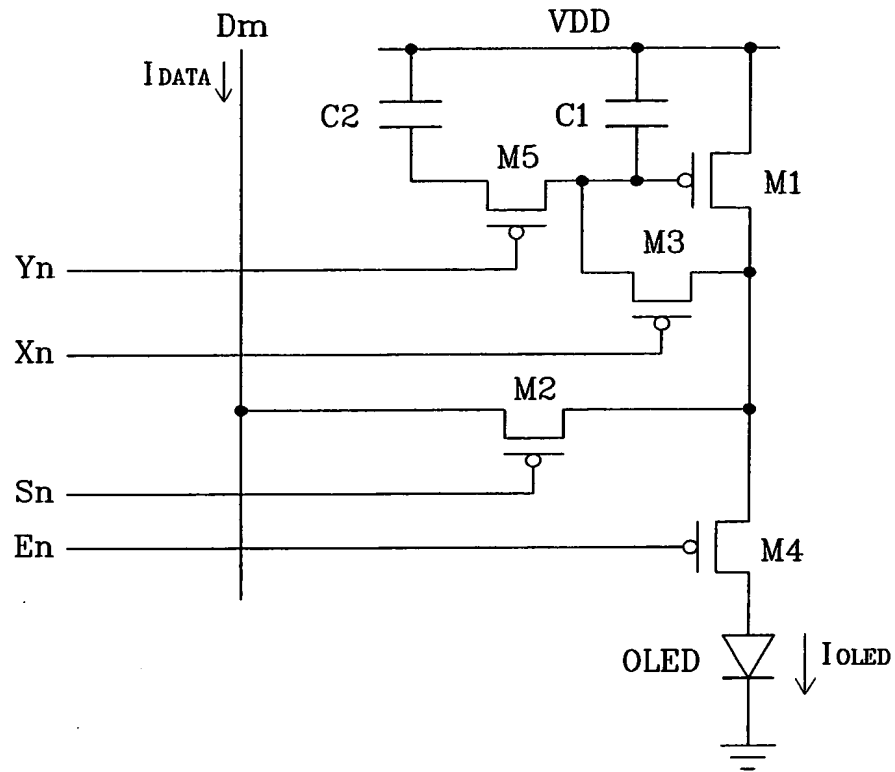 Dm
VDD
IDATA
C2
C1
M5
M1
M3
Yn
Xn
M2
Sn
En
M4
OLED
IOLED